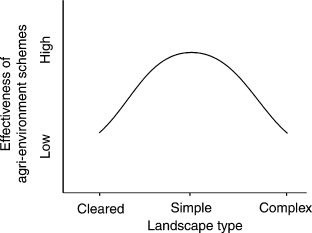 Effectiveness of
agri-environment schemes
High
Low
Cleared
Simple
Complex
Landscape type